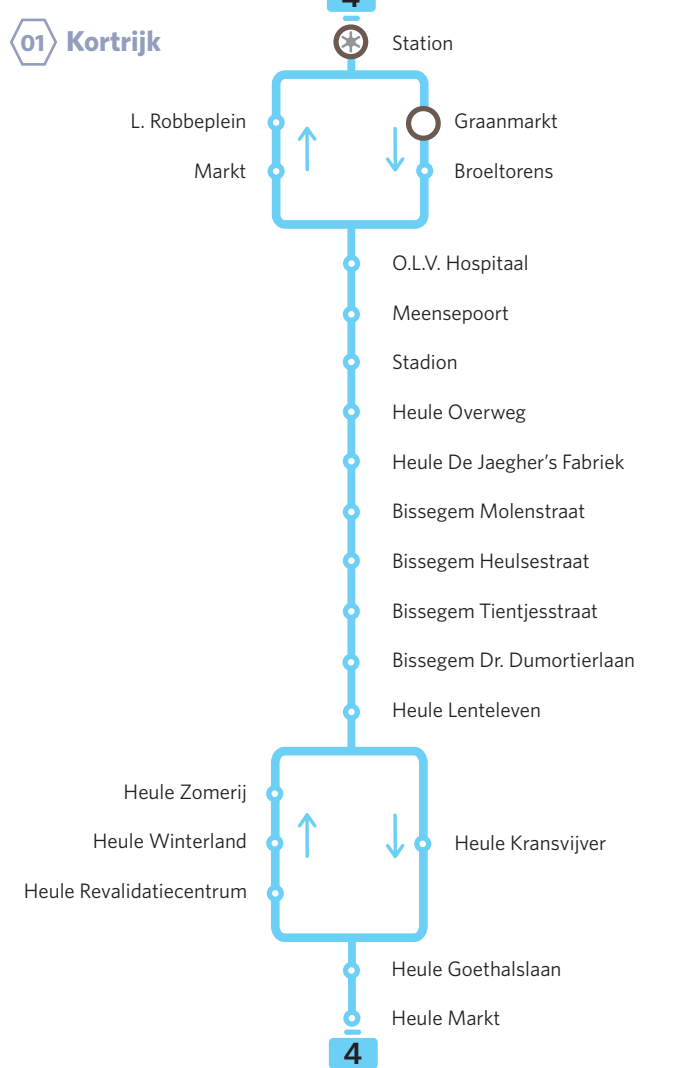 4
01 Kortrijk
Station
L. Robbeplein
Graanmarkt
Markt
Broeltorens
O.L.V. Hospitaal
Meensepoort
Stadion
Heule Overweg
Heule De Jaegher's Fabriek
Bissegem Molenstraat
Bissegem Heulsestraat
Bissegem Tientjesstraat
Bissegem Dr. Dumortierlaan
Heule Lenteleven
Heule Zomerij
Heule Winterland
Heule Kransvijver
Heule Revalidatiecentrum
Heule Goethalslaan
Heule Markt
4